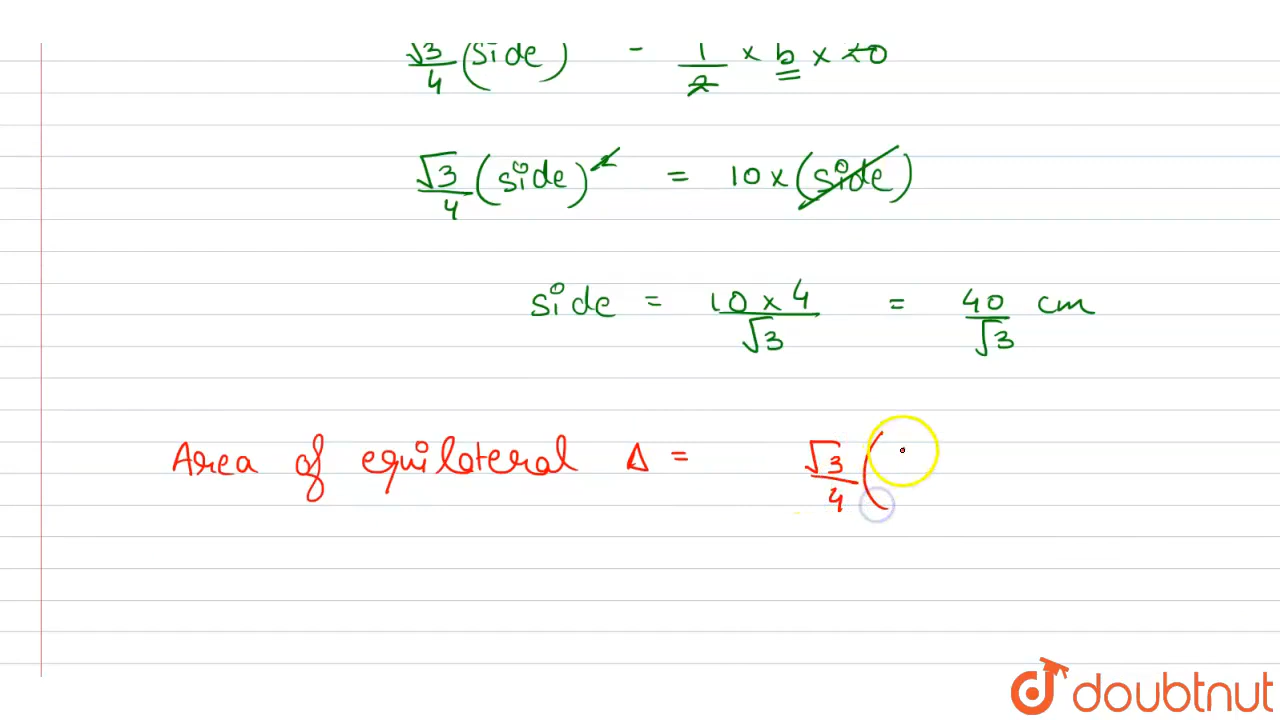 √3/4 (side) - 1/2 × b × 20
√3/4 (side)² = 10 × (side)
side = 10 × 4/√3 = 40/√3 cm
Area of equilateral Δ = √3/4 (
doubtnut